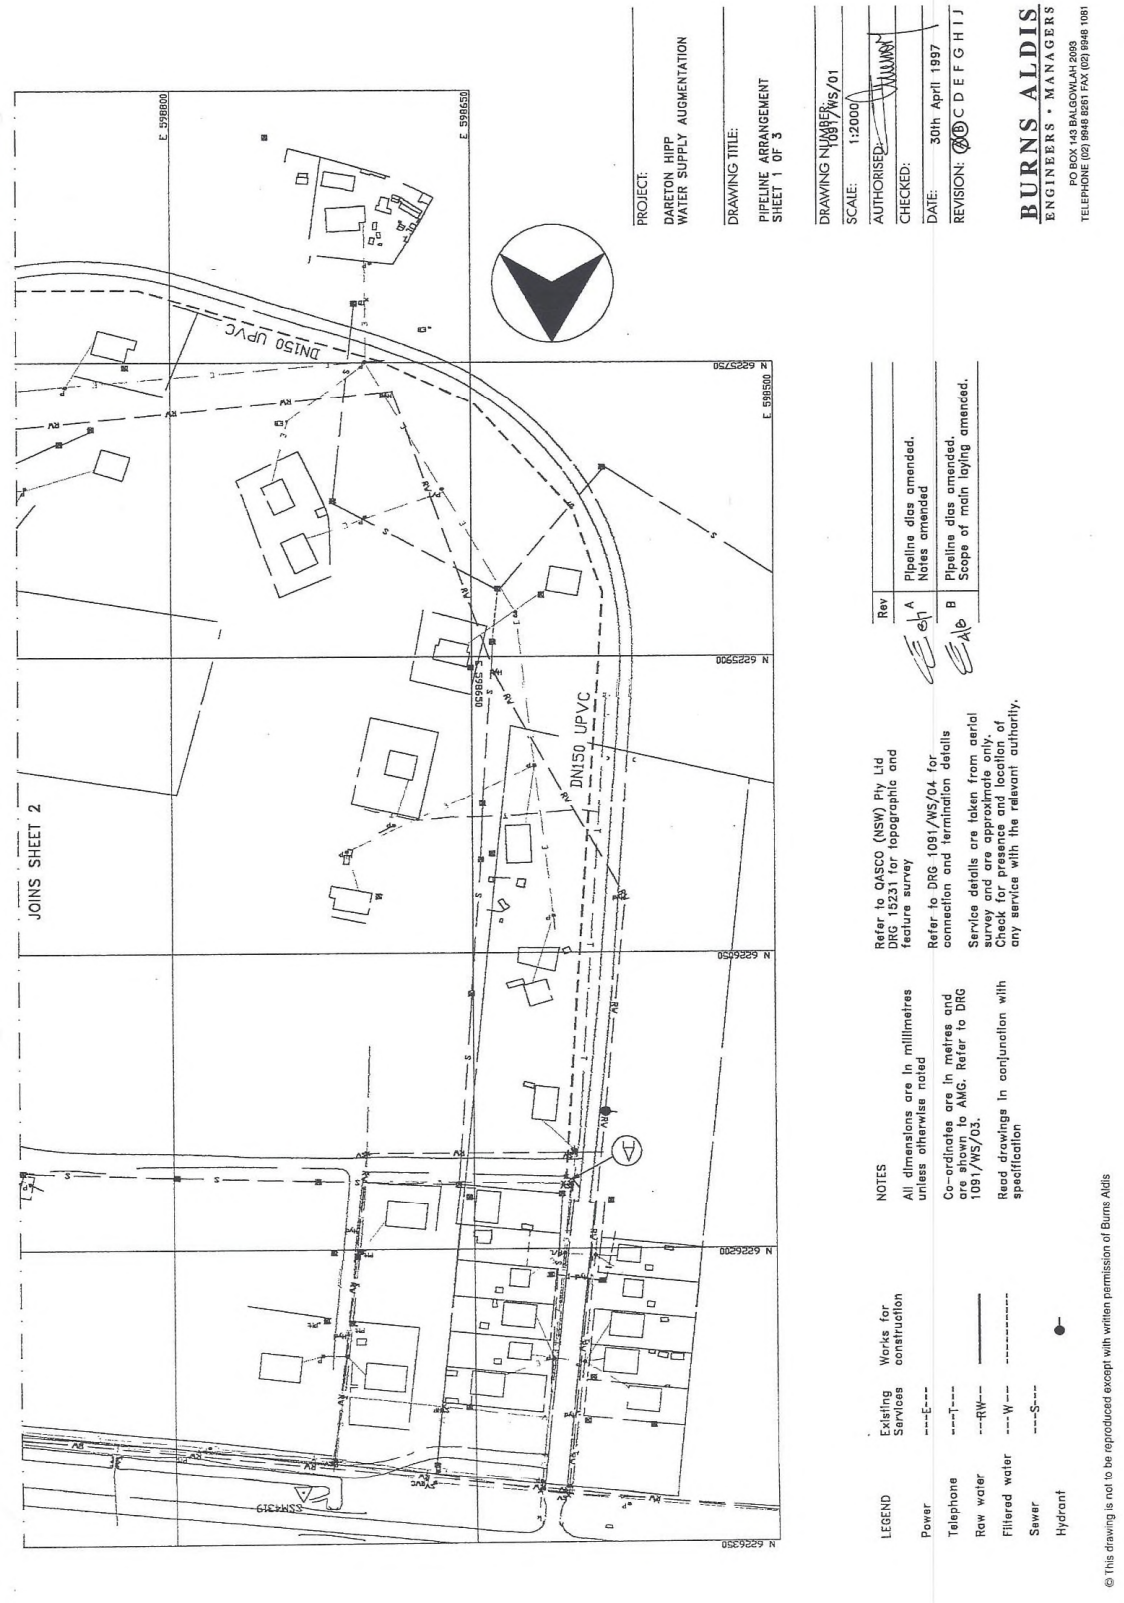 JOINS SHEET 2
E 598800
E 598650
N 6225750
E 598500
DN150 UPVC
E 598650
N 6225900
DN150 UPVC
N 6226050
N 6226200
SSM4319
N 6226350
PROJECT:
DARETON HIPP
WATER SUPPLY AUGMENTATION
DRAWING TITLE:
PIPELINE ARRANGEMENT
SHEET 1 OF 3
DRAWING NUMBER:
1091/WS/01
SCALE: 1:2000
AUTHORISED:
CHECKED:
DATE: 30th April 1997
REVISION: A B C D E F G H I J
BURNS ALDIS
ENGINEERS • MANAGERS
PO BOX 143 BALGOWLAH 2093
TELEPHONE (02) 9948 8261 FAX (02) 9948 1081
Rev
A Pipeline dias amended.
Notes amended
B Pipeline dias amended.
Scope of main laying amended.
Refer to QASCO (NSW) Pty Ltd
DRG 15231 for topographic and
feature survey
Refer to DRG 1091/WS/04 for
connection and termination details
Service details are taken from aerial
survey and are approximate only.
Check for presence and location of
any service with the relevant authority.
NOTES
All dimensions are in millimetres
unless otherwise noted
Co-ordinates are in metres and
are shown to AMG. Refer to DRG
1091/WS/03.
Read drawings in conjunction with
specification
LEGEND
Existing
Services
Works for
construction
Power ---E---
Telephone ---T---
Raw water --RW--
Filtered water ---W---
Sewer ---S---
Hydrant
© This drawing is not to be reproduced except with written permission of Burns Aldis